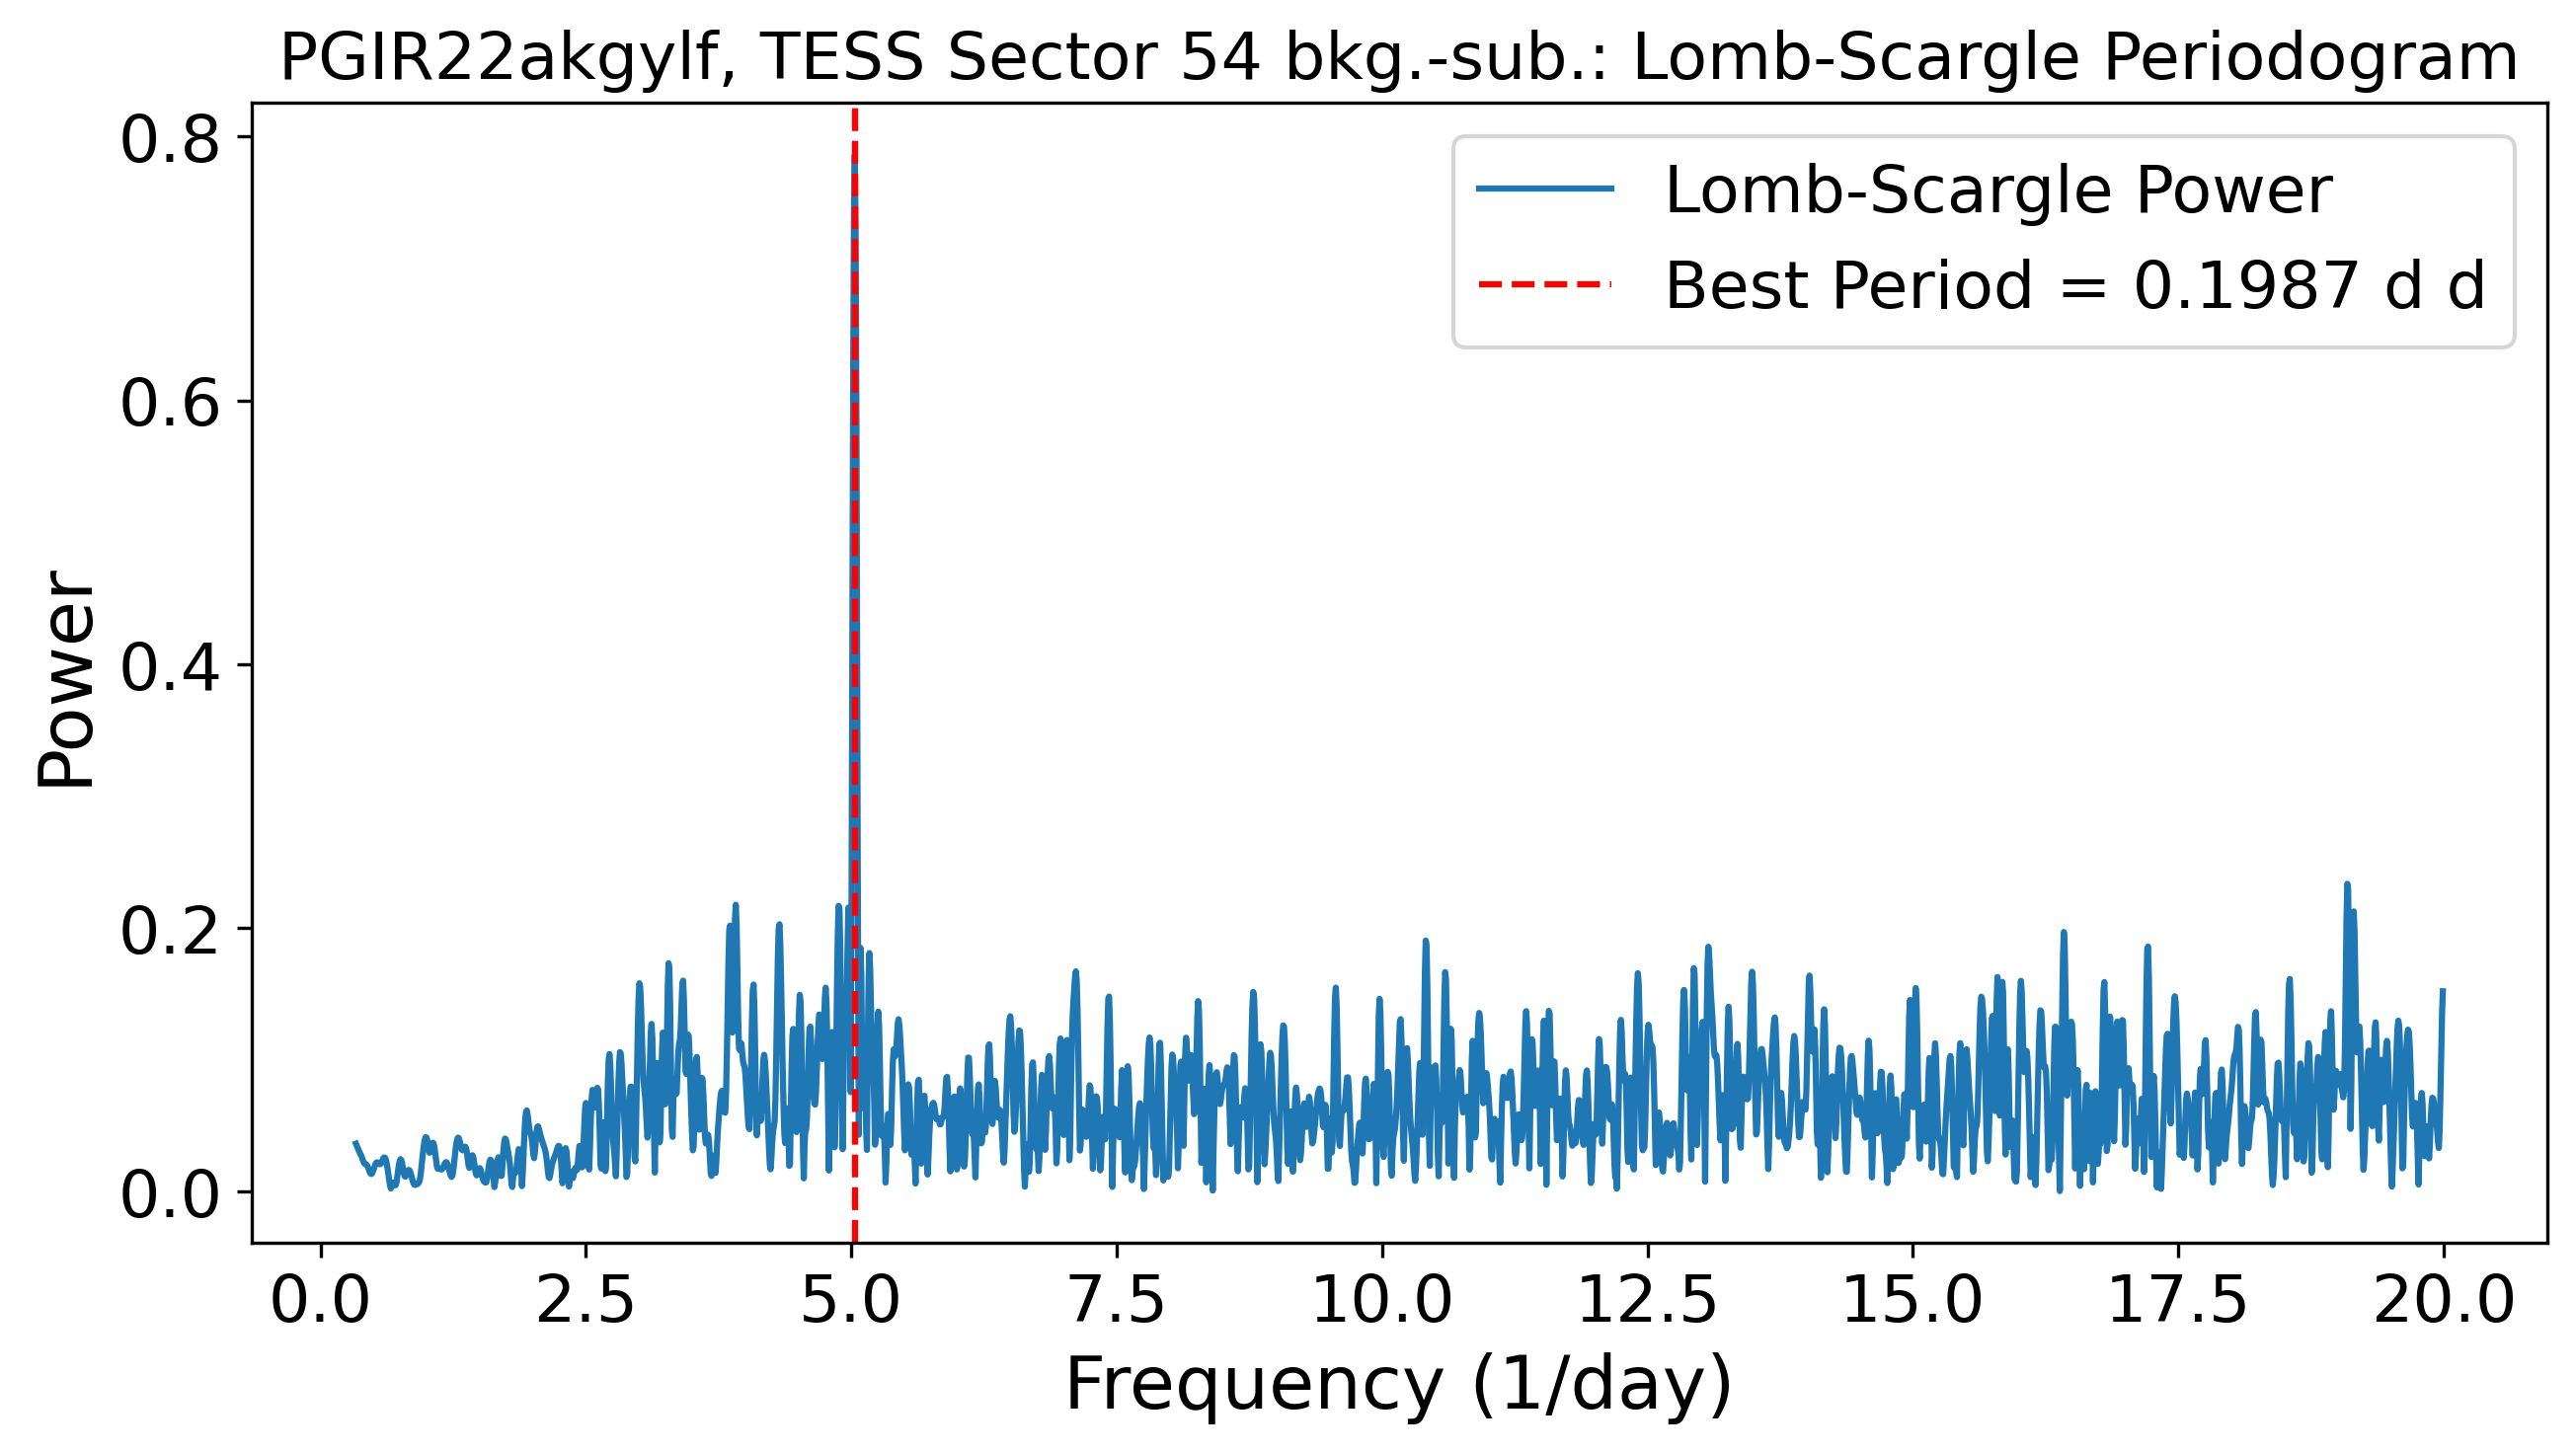 PGIR22akgylf, TESS Sector 54 bkg.-sub.: Lomb-Scargle Periodogram
Lomb-Scargle Power
Best Period = 0.1987 d d
Power
0.8
0.6
0.4
0.2
0.0
0.0 2.5 5.0 7.5 10.0 12.5 15.0 17.5 20.0
Frequency (1/day)